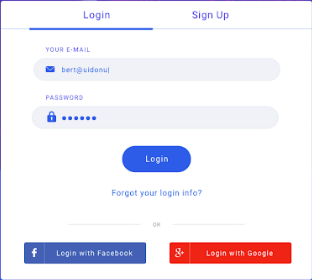 Login Sign Up
YOUR E-MAIL
bert@uidonu
PASSWORD
●●●●●●
Login
Forgot your login info?
OR
f Login with Facebook g+ Login with Google